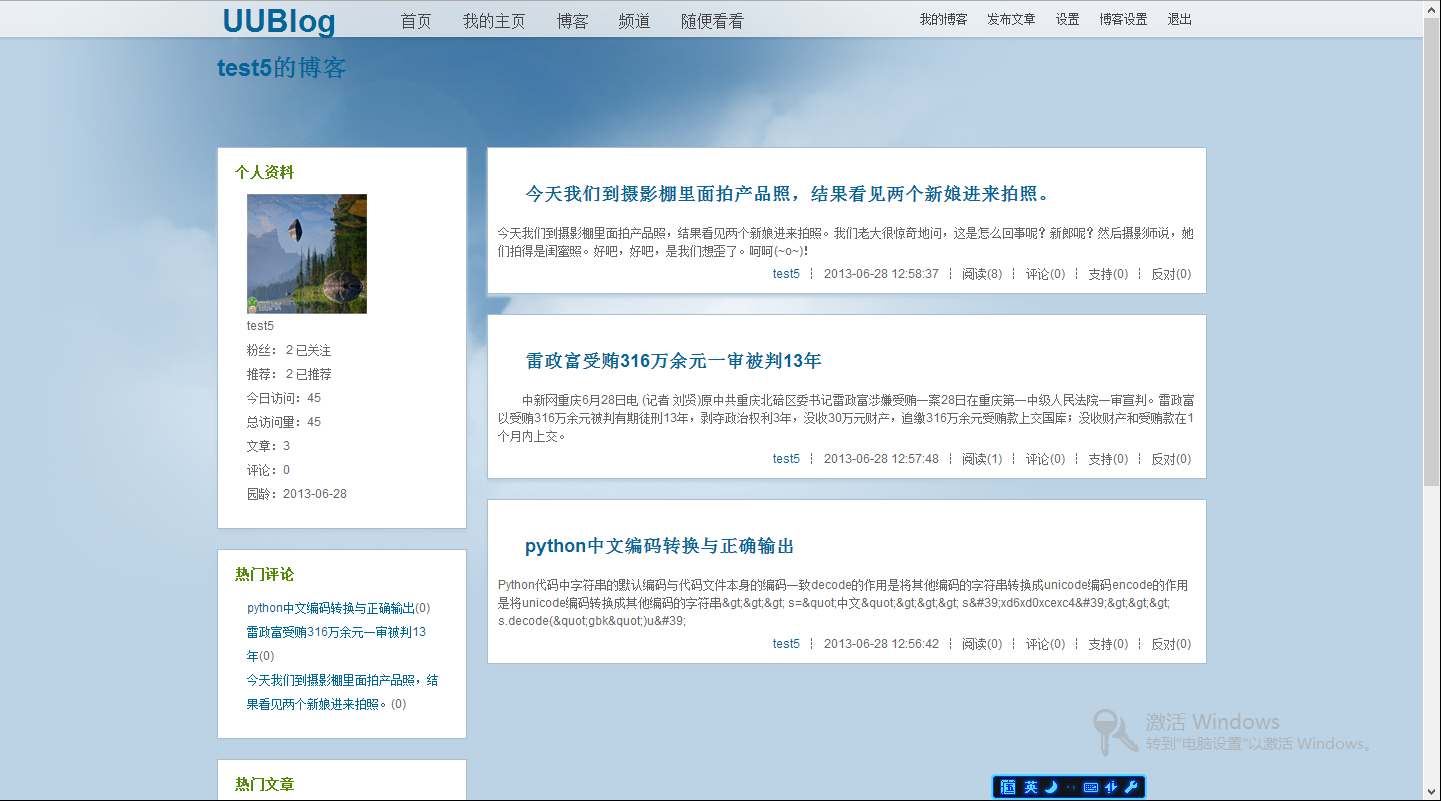 UUBlog 首页 我的主页 博客 频道 随便看看 我的博客 发布文章 设置 博客设置 退出
test5的博客
个人资料
test5
粉丝： 2 已关注
推荐： 2 已推荐
今日访问：45
总访问量：45
文章：3
评论：0
园龄：2013-06-28
热门评论
python中文编码转换与正确输出(0)
雷政富受贿316万余元一审被判13
年(0)
今天我们到摄影棚里面拍产品照，结
果看见两个新娘进来拍照。(0)
热门文章
今天我们到摄影棚里面拍产品照，结果看见两个新娘进来拍照。
今天我们到摄影棚里面拍产品照，结果看见两个新娘进来拍照。我们老大很惊奇地问，这是怎么回事呢？新郎呢？然后摄影师说，她
们拍得是闺蜜照。好吧，好吧，是我们想歪了。呵呵(~o~)!
test5 ┆ 2013-06-28 12:58:37 ┆ 阅读(8) ┆ 评论(0) ┆ 支持(0) ┆ 反对(0)
雷政富受贿316万余元一审被判13年
中新网重庆6月28日电 (记者 刘贤)原中共重庆北碚区委书记雷政富涉嫌受贿一案28日在重庆第一中级人民法院一审宣判。雷政富
以受贿316万余元被判有期徒刑13年，剥夺政治权利3年，没收30万元财产，追缴316万余元受贿款上交国库；没收财产和受贿款在1
个月内上交。
test5 ┆ 2013-06-28 12:57:48 ┆ 阅读(1) ┆ 评论(0) ┆ 支持(0) ┆ 反对(0)
python中文编码转换与正确输出
Python代码中字符串的默认编码与代码文件本身的编码一致decode的作用是将其他编码的字符串转换成unicode编码encode的作用
是将unicode编码转换成其他编码的字符串&gt;&gt;&gt; s=&quot;中文&quot;&gt;&gt;&gt; s&#39;xd6xd0xcexc4&#39;&gt;&gt;&gt;
s.decode(&quot;gbk&quot;)u&#39;
test5 ┆ 2013-06-28 12:56:42 ┆ 阅读(0) ┆ 评论(0) ┆ 支持(0) ┆ 反对(0)
激活 Windows
转到“电脑设置”以激活 Windows。
英